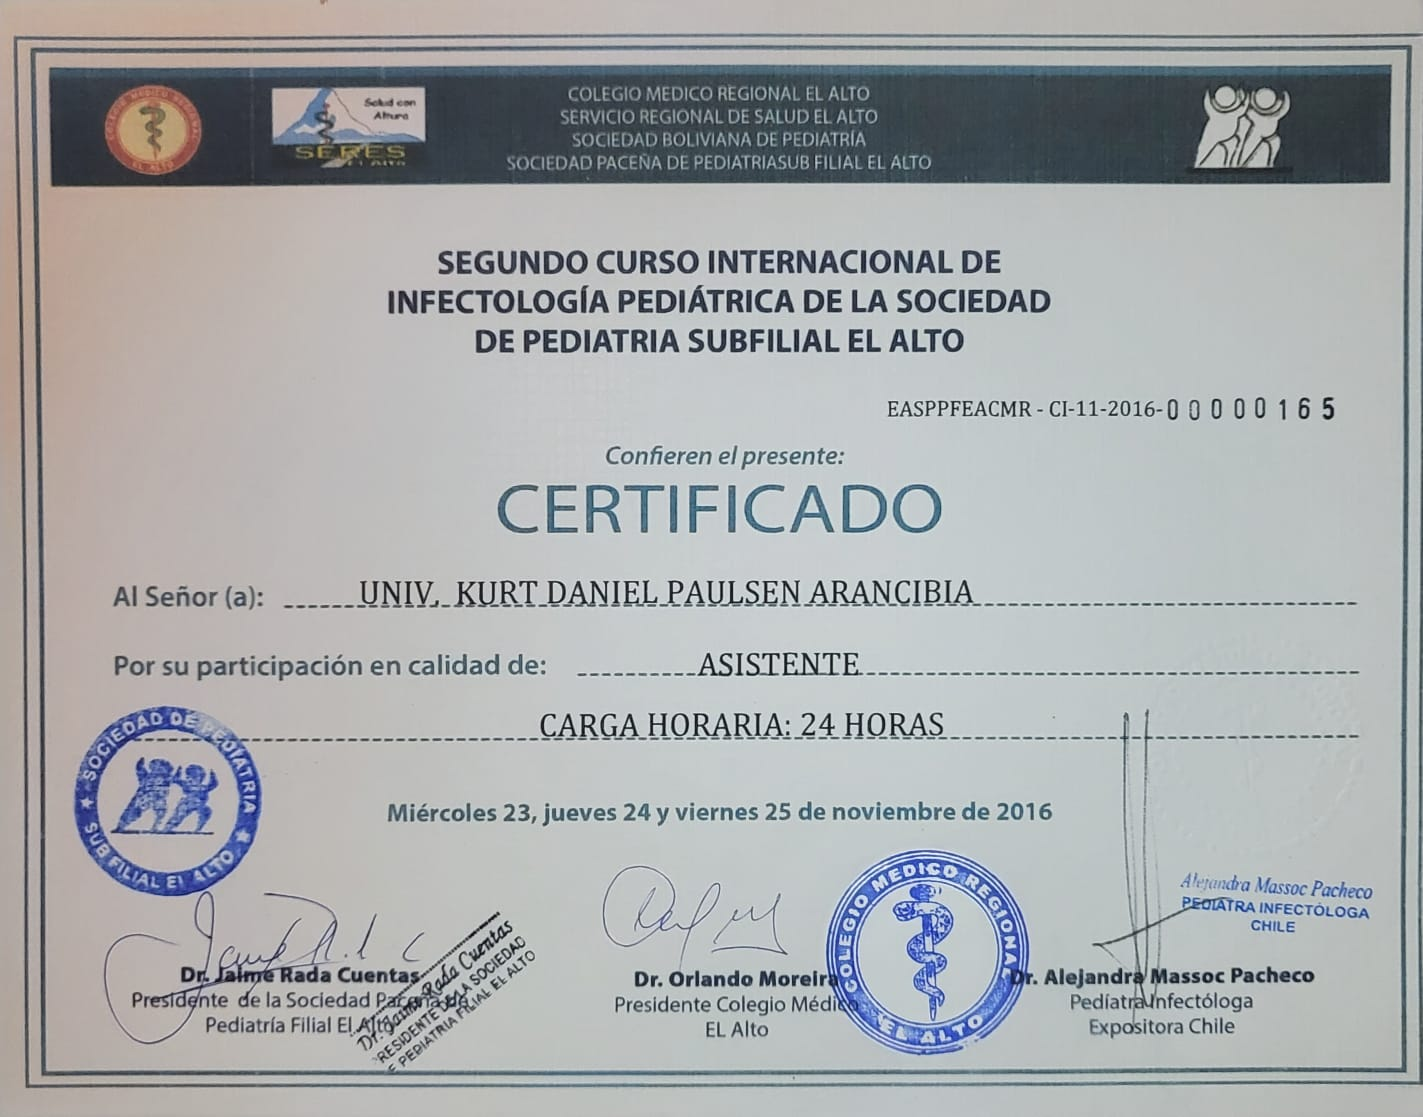 COLEGIO MEDICO REGIONAL
EL ALTO
Salud con
Altura
SERES
EL ALTO
COLEGIO MEDICO REGIONAL EL ALTO
SERVICIO REGIONAL DE SALUD EL ALTO
SOCIEDAD BOLIVIANA DE PEDIATRÍA
SOCIEDAD PACEÑA DE PEDIATRIASUB FILIAL EL ALTO
SEGUNDO CURSO INTERNACIONAL DE
INFECTOLOGÍA PEDIÁTRICA DE LA SOCIEDAD
DE PEDIATRIA SUBFILIAL EL ALTO
EASPPFEACMR - CI-11-2016-00000165
Confieren el presente:
CERTIFICADO
Al Señor (a): UNIV. KURT DANIEL PAULSEN ARANCIBIA
Por su participación en calidad de: ASISTENTE
CARGA HORARIA: 24 HORAS
SOCIEDAD DE PEDIATRIA
SUB FILIAL EL ALTO
Miércoles 23, jueves 24 y viernes 25 de noviembre de 2016
COLEGIO MEDICO REGIONAL
EL ALTO
Alejandra Massoc Pacheco
PEDIATRA INFECTÓLOGA
CHILE
Dr. Jaime Rada Cuentas
Presidente de la Sociedad Paceña
Pediatría Filial El Alto
Dr. Jaime Rada Cuentas
PRESIDENTE DE LA SOCIEDAD
DE PEDIATRIA FILIAL EL ALTO
Dr. Orlando Moreira
Presidente Colegio Médico
EL Alto
Dr. Alejandra Massoc Pacheco
Pedíatra Infectóloga
Expositora Chile